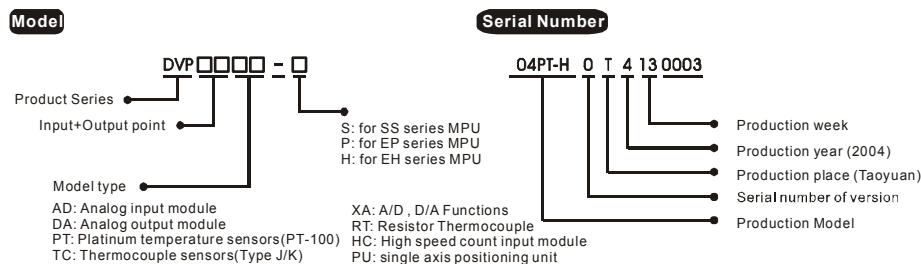 Model
Serial Number
DVP□□□□-□
Product Series
Input+Output point
S: for SS series MPU
P: for EP series MPU
H: for EH series MPU
Model type
AD: Analog input module
DA: Analog output module
PT: Platinum temperature sensors(PT-100)
TC: Thermocouple sensors(Type J/K)
XA: A/D , D/A Functions
RT: Resistor Thermocouple
HC: High speed count input module
PU: single axis positioning unit
04PT-H 0 T 4 13 0003
Production week
Production year (2004)
Production place (Taoyuan)
Serial number of version
Production Model